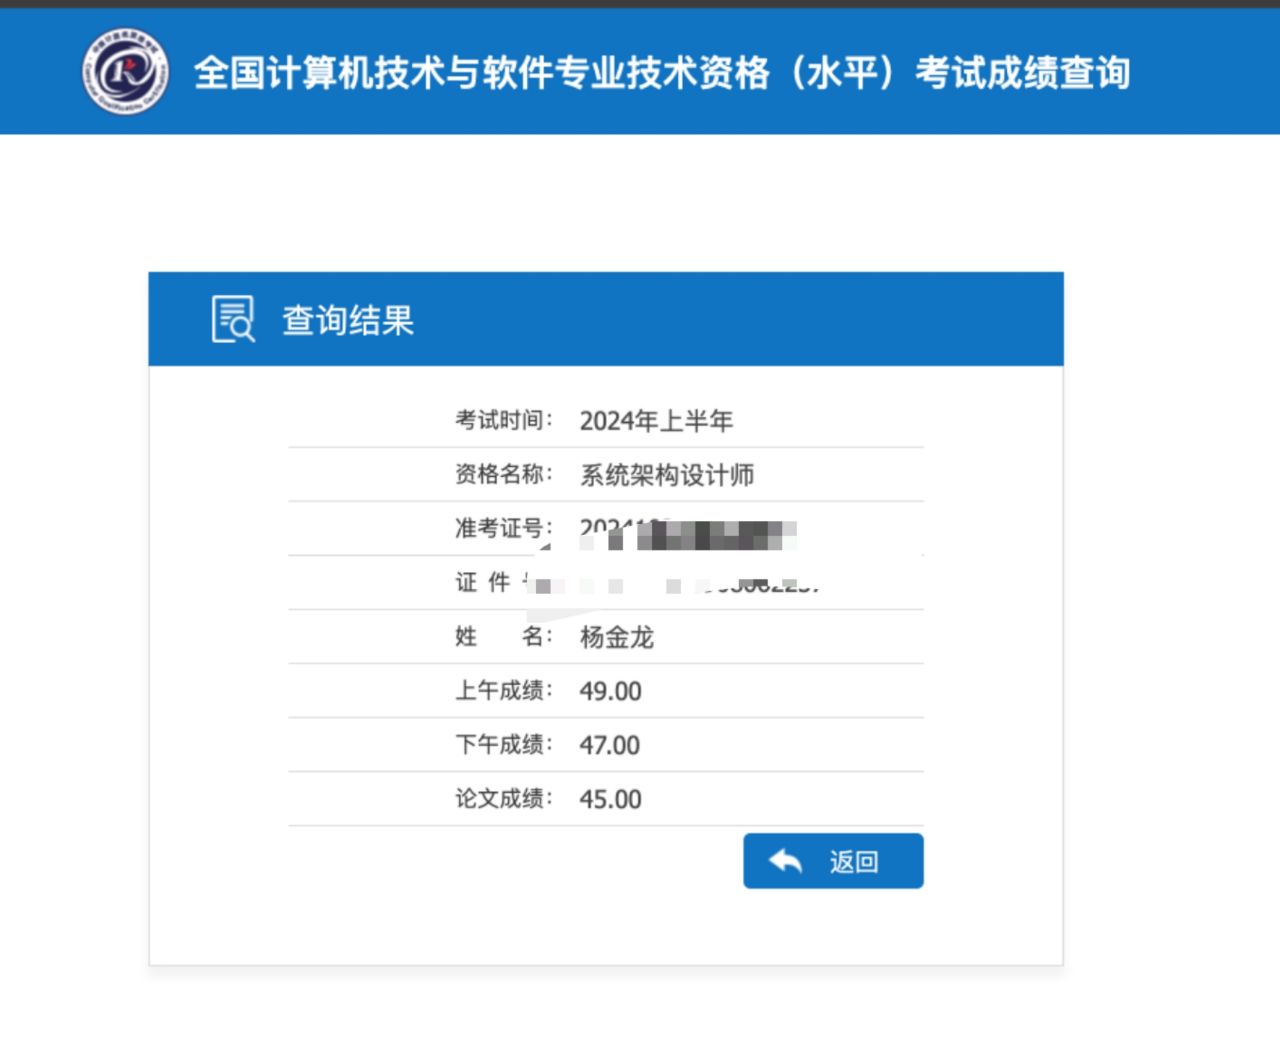 全国计算机技术与软件专业技术资格（水平）考试成绩查询
查询结果
考试时间： 2024年上半年
资格名称： 系统架构设计师
准考证号： 2024
证 件
姓 名： 杨金龙
上午成绩： 49.00
下午成绩： 47.00
论文成绩： 45.00
返回